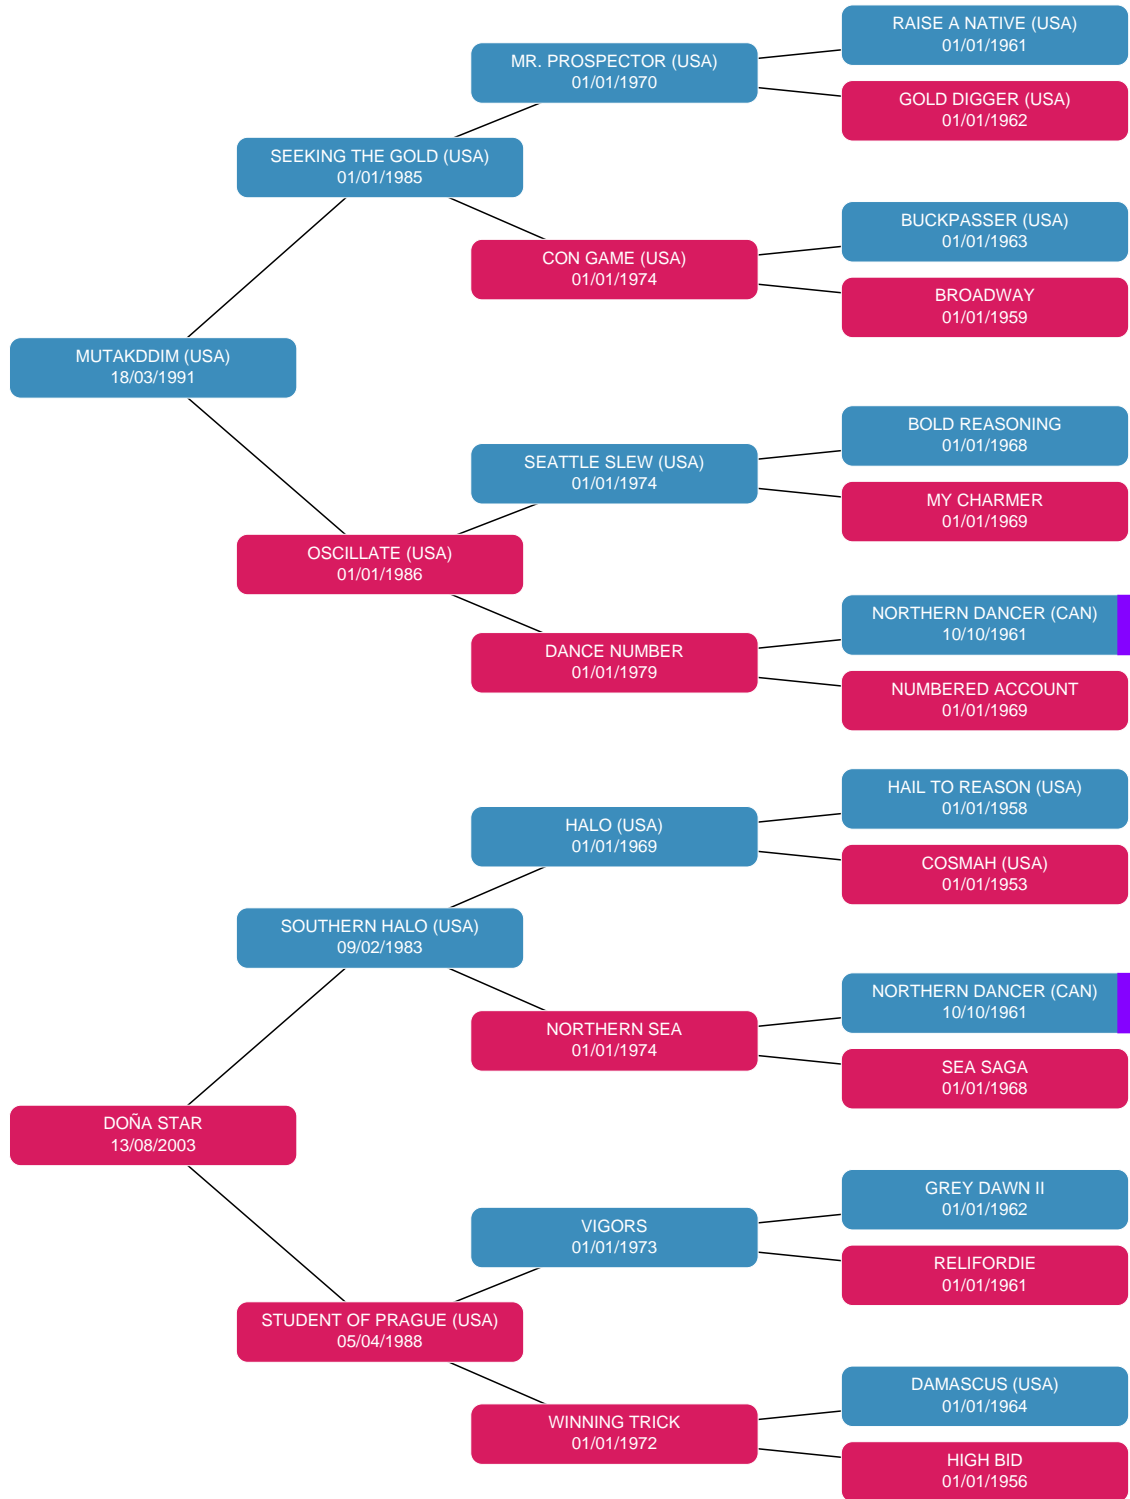 RAISE A NATIVE (USA)
01/01/1961
MR. PROSPECTOR (USA)
01/01/1970
GOLD DIGGER (USA)
01/01/1962
SEEKING THE GOLD (USA)
01/01/1985
BUCKPASSER (USA)
01/01/1963
CON GAME (USA)
01/01/1974
BROADWAY
01/01/1959
MUTAKDDIM (USA)
18/03/1991
BOLD REASONING
01/01/1968
SEATTLE SLEW (USA)
01/01/1974
MY CHARMER
01/01/1969
OSCILLATE (USA)
01/01/1986
NORTHERN DANCER (CAN)
10/10/1961
DANCE NUMBER
01/01/1979
NUMBERED ACCOUNT
01/01/1969
HAIL TO REASON (USA)
01/01/1958
HALO (USA)
01/01/1969
COSMAH (USA)
01/01/1953
SOUTHERN HALO (USA)
09/02/1983
NORTHERN DANCER (CAN)
10/10/1961
NORTHERN SEA
01/01/1974
SEA SAGA
01/01/1968
DOÑA STAR
13/08/2003
GREY DAWN II
01/01/1962
VIGORS
01/01/1973
RELIFORDIE
01/01/1961
STUDENT OF PRAGUE (USA)
05/04/1988
DAMASCUS (USA)
01/01/1964
WINNING TRICK
01/01/1972
HIGH BID
01/01/1956